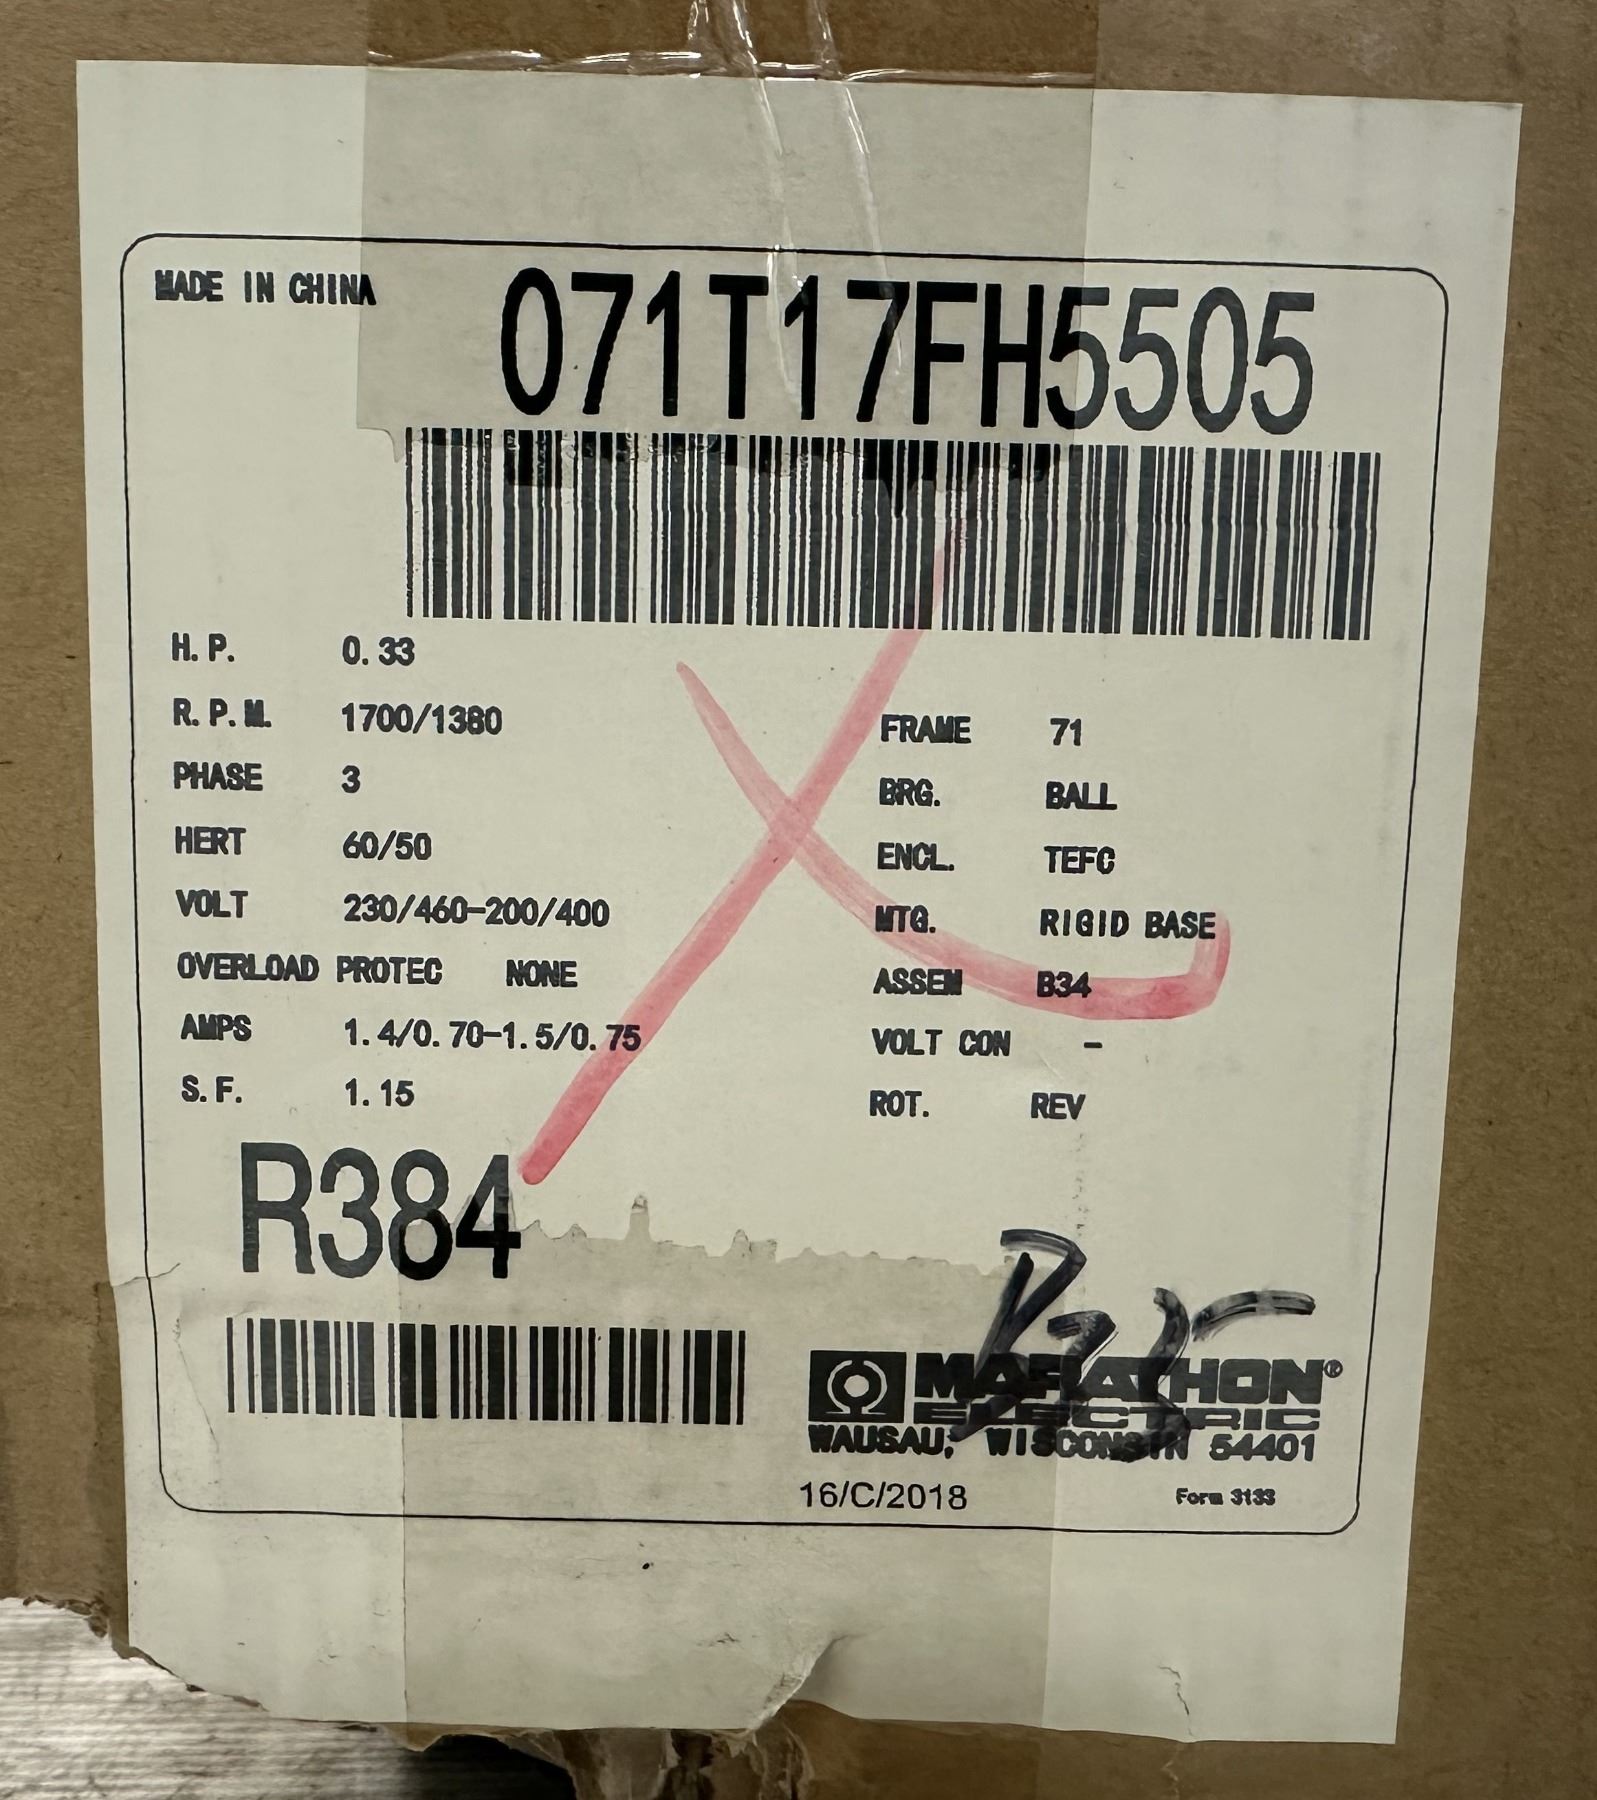 MADE IN CHINA
071T17FH5505
H.P. 0.33
R.P.M. 1700/1380
PHASE 3
HERT 60/50
VOLT 230/460-200/400
OVERLOAD PROTEC NONE
AMPS 1.4/0.70-1.5/0.75
S.F. 1.15
FRAME 71
BRG. BALL
ENCL. TEFC
MTG. RIGID BASE
ASSEM B34
VOLT CON -
ROT. REV
R384
MARATHON®
ELECTRIC
WAUSAU, WISCONSIN 54401
16/C/2018
Form 3133